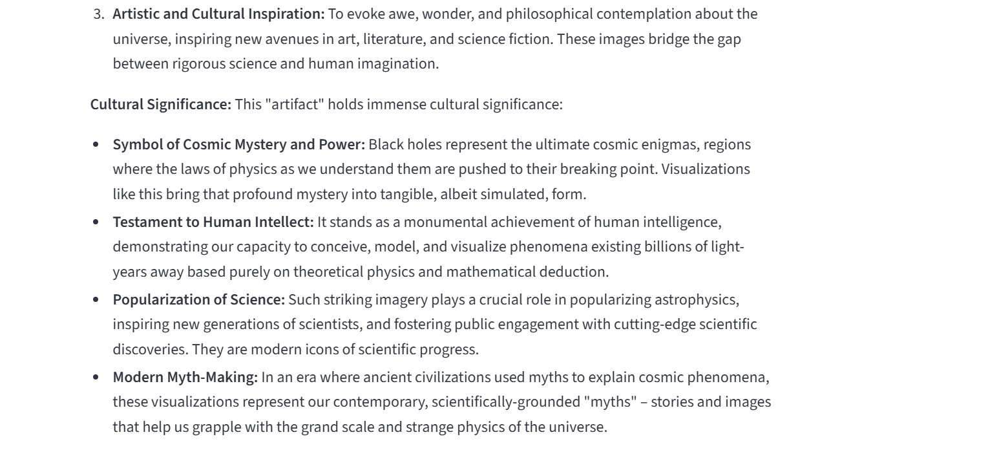 3. Artistic and Cultural Inspiration: To evoke awe, wonder, and philosophical contemplation about the
universe, inspiring new avenues in art, literature, and science fiction. These images bridge the gap
between rigorous science and human imagination.
Cultural Significance: This "artifact" holds immense cultural significance:
• Symbol of Cosmic Mystery and Power: Black holes represent the ultimate cosmic enigmas, regions
where the laws of physics as we understand them are pushed to their breaking point. Visualizations
like this bring that profound mystery into tangible, albeit simulated, form.
• Testament to Human Intellect: It stands as a monumental achievement of human intelligence,
demonstrating our capacity to conceive, model, and visualize phenomena existing billions of light-
years away based purely on theoretical physics and mathematical deduction.
• Popularization of Science: Such striking imagery plays a crucial role in popularizing astrophysics,
inspiring new generations of scientists, and fostering public engagement with cutting-edge scientific
discoveries. They are modern icons of scientific progress.
• Modern Myth-Making: In an era where ancient civilizations used myths to explain cosmic phenomena,
these visualizations represent our contemporary, scientifically-grounded "myths" – stories and images
that help us grapple with the grand scale and strange physics of the universe.